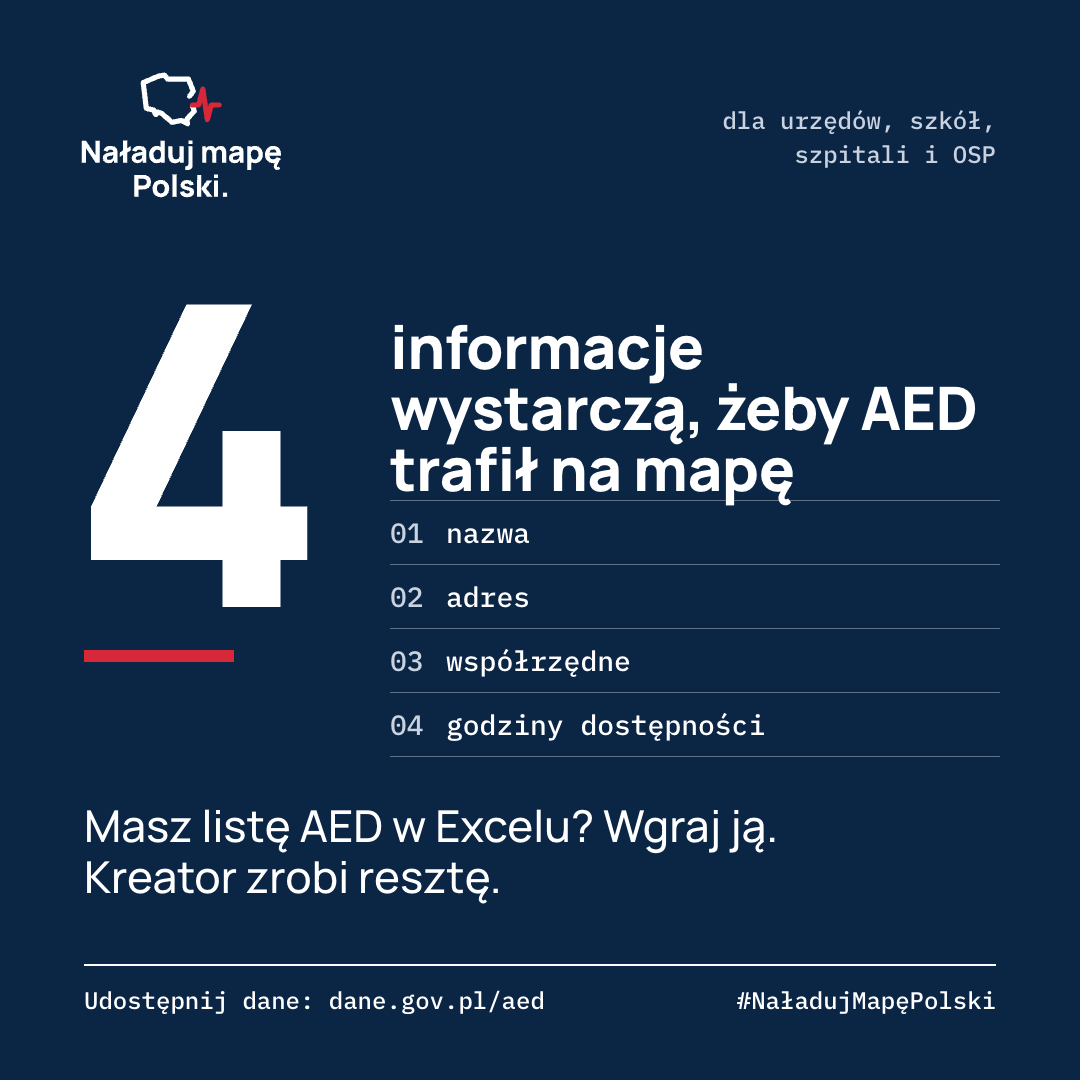 Naładuj mapę
Polski.
dla urzędów, szkół,
szpitali i OSP
4
informacje
wystarczą, żeby AED
trafił na mapę
01 nazwa
02 adres
03 współrzędne
04 godziny dostępności
Masz listę AED w Excelu? Wgraj ją.
Kreator zrobi resztę.
Udostępnij dane: dane.gov.pl/aed
#NaładujMapęPolski